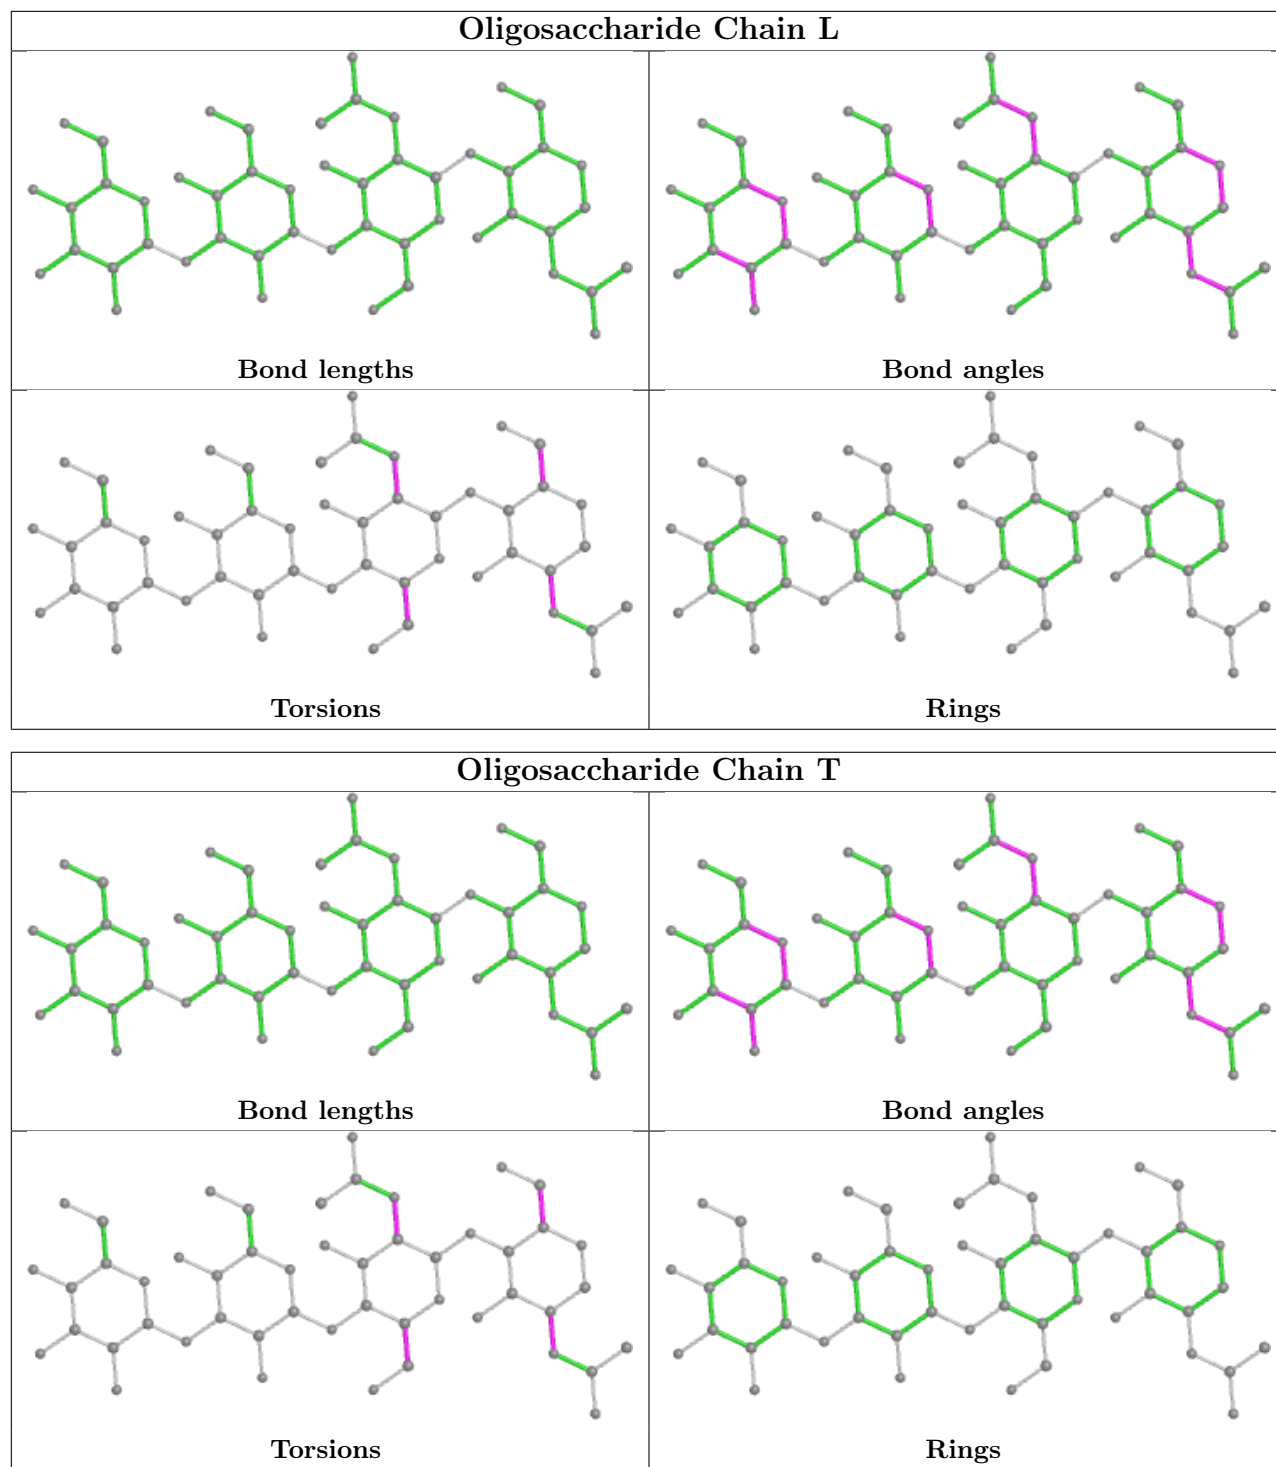 Oligosaccharide Chain L
Bond lengths
Bond angles
Torsions
Rings
Oligosaccharide Chain T
Bond lengths
Bond angles
Torsions
Rings